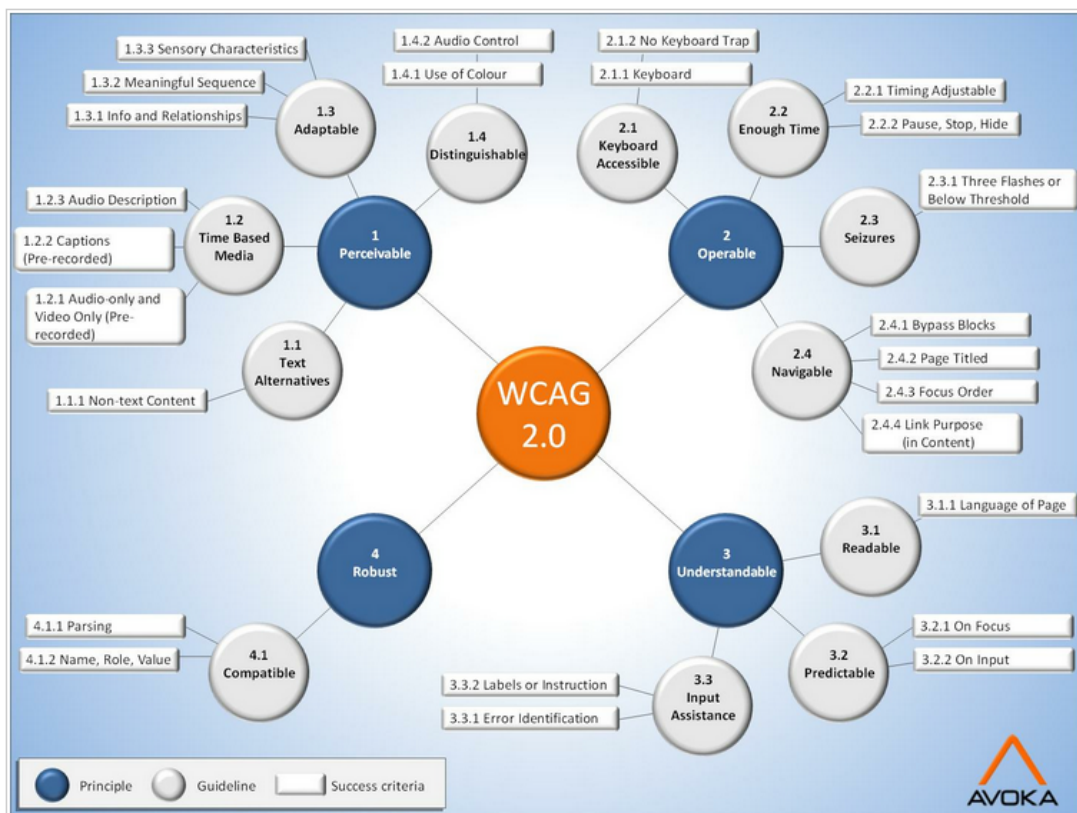 1.3.3 Sensory Characteristics
1.3.2 Meaningful Sequence
1.3.1 Info and Relationships
1.3
Adaptable
1.4.2 Audio Control
1.4.1 Use of Colour
1.4
Distinguishable
1.2.3 Audio Description
1.2.2 Captions
(Pre-recorded)
1.2.1 Audio-only and
Video Only (Pre-
recorded)
1.2
Time Based
Media
1
Perceivable
1.1
Text
Alternatives
1.1.1 Non-text Content
2.1.2 No Keyboard Trap
2.1.1 Keyboard
2.1
Keyboard
Accessible
2.2
Enough Time
2.2.1 Timing Adjustable
2.2.2 Pause, Stop, Hide
2
Operable
2.3
Seizures
2.3.1 Three Flashes or
Below Threshold
2.4
Navigable
2.4.1 Bypass Blocks
2.4.2 Page Titled
2.4.3 Focus Order
2.4.4 Link Purpose
(in Content)
WCAG
2.0
4
Robust
4.1.1 Parsing
4.1.2 Name, Role, Value
4.1
Compatible
3
Understandable
3.1
Readable
3.1.1 Language of Page
3.2
Predictable
3.2.1 On Focus
3.2.2 On Input
3.3.2 Labels or Instruction
3.3.1 Error Identification
3.3
Input
Assistance
Principle
Guideline
Success criteria
AVOKA